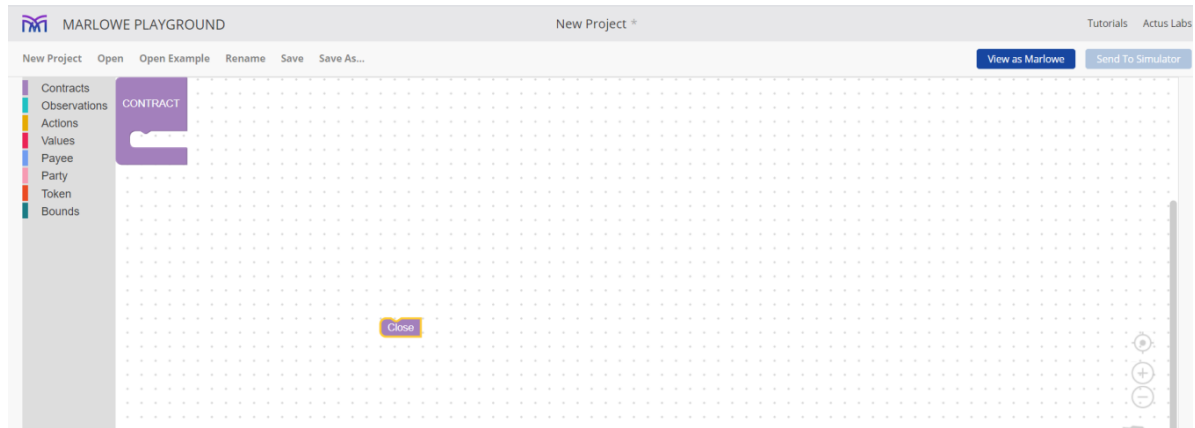 MARLOWE PLAYGROUND New Project * Tutorials Actus Labs
New Project Open Open Example Rename Save Save As... View as Marlowe Send To Simulator
Contracts
Observations
Actions
Values
Payee
Party
Token
Bounds
CONTRACT
Close